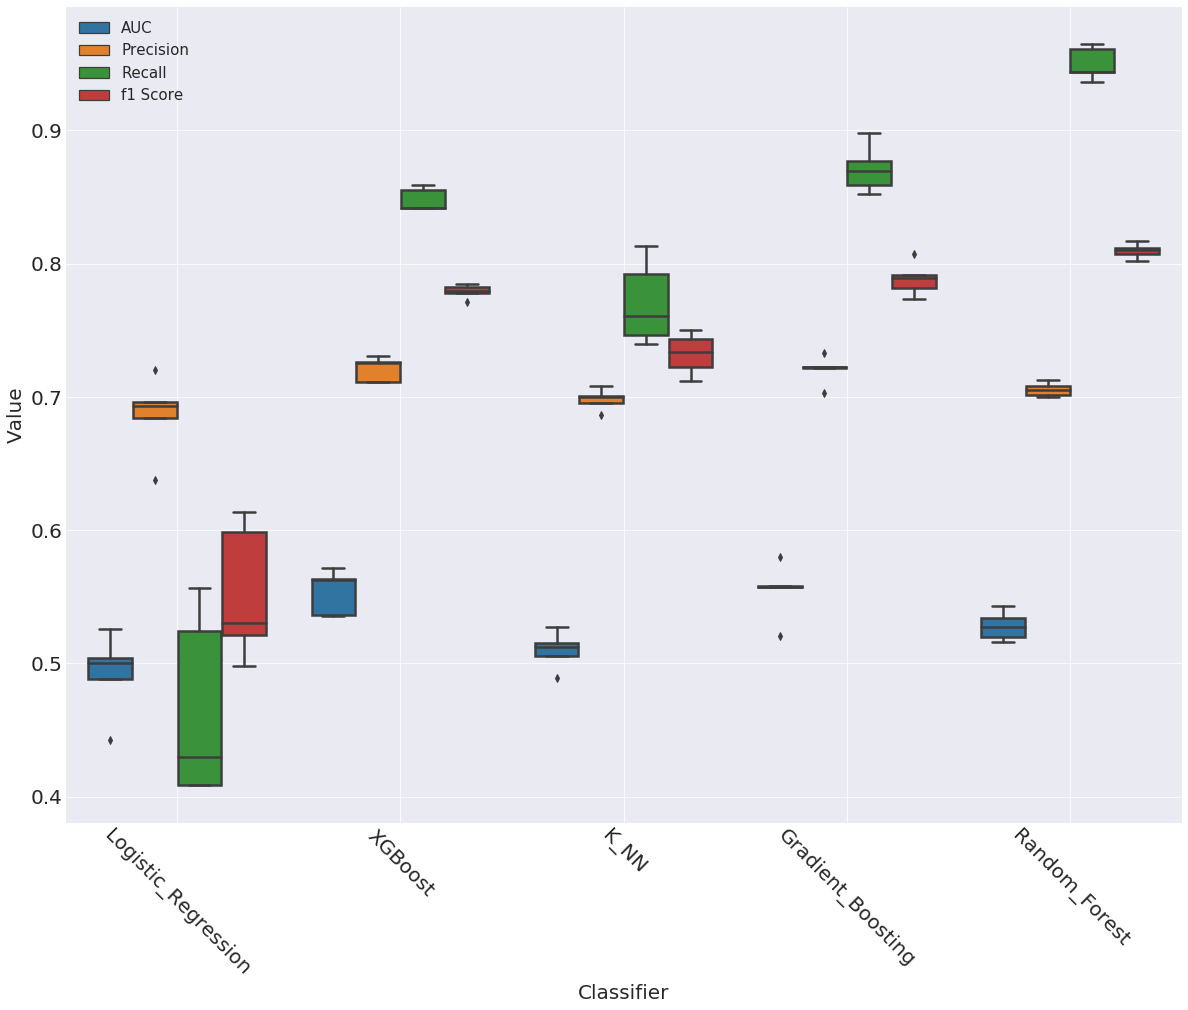 AUC
Precision
Recall
f1 Score
0.9
0.8
0.7
0.6
0.5
0.4
Value
Logistic_Regression
XGBoost
K_NN
Gradient_Boosting
Random_Forest
Classifier